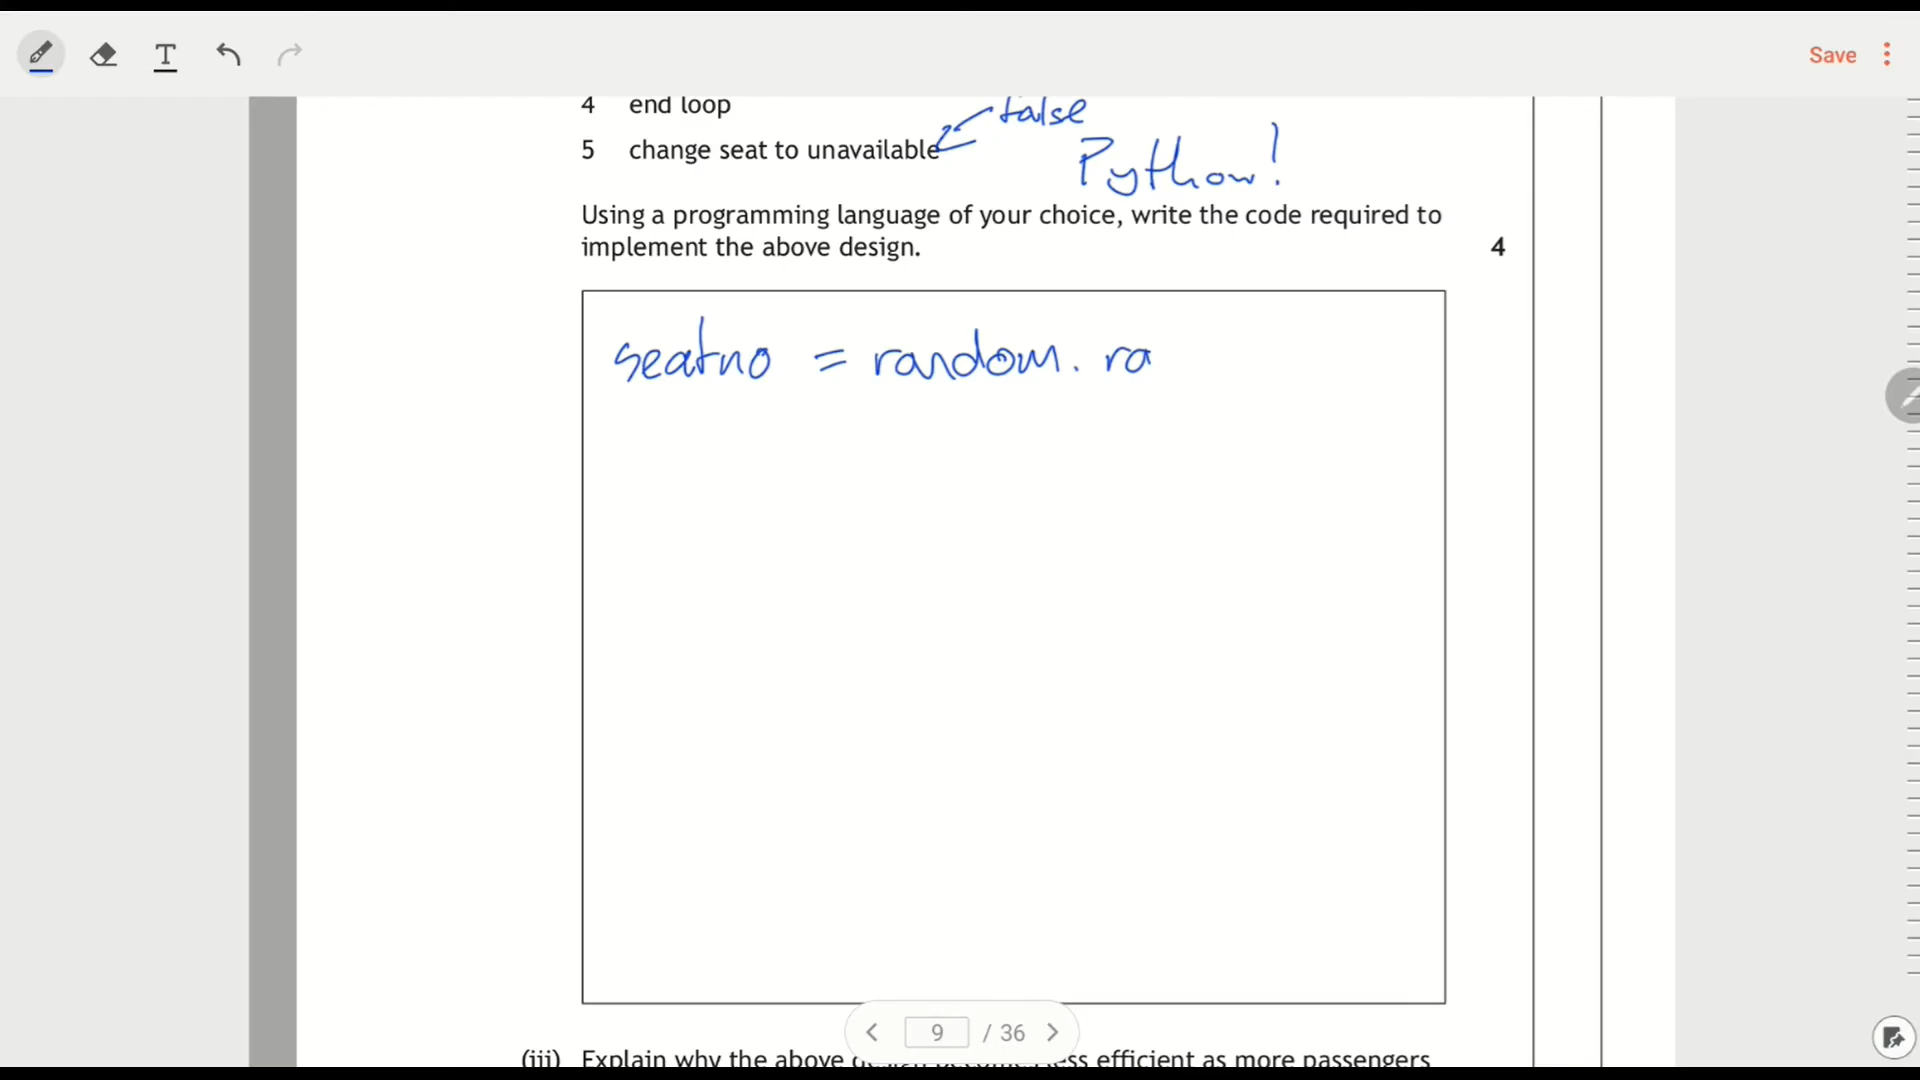 Save
4 end loop
false
5 change seat to unavailable
Python!
Using a programming language of your choice, write the code required to
implement the above design. 4
seatno = random. ra
9 / 36
(iii) Explain why the above ess efficient as more passengers